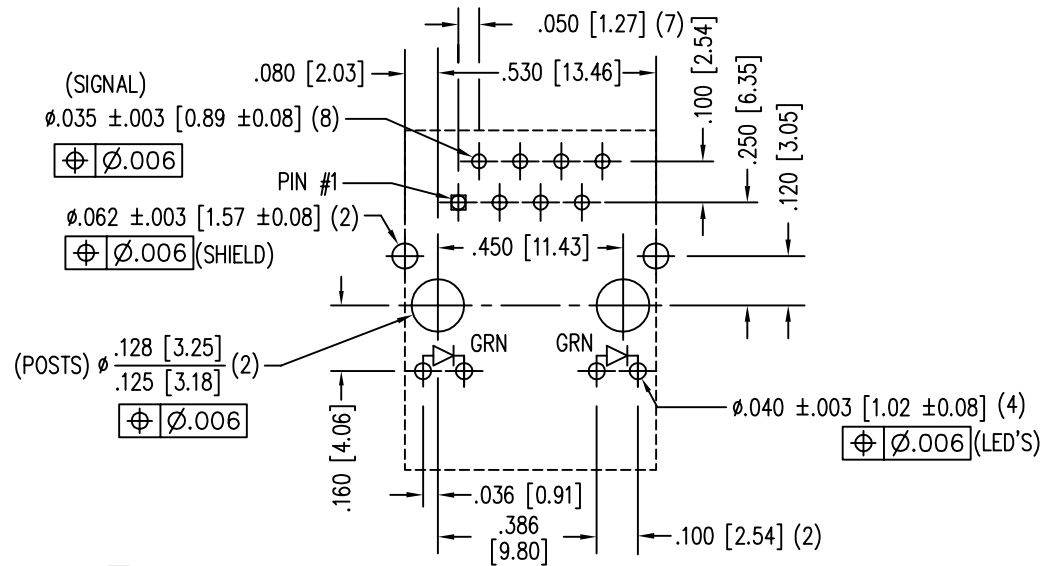 .050 [1.27] (7)
.100 [2.54]
.250 [6.35]
.120 [3.05]
.080 [2.03]
.530 [13.46]
(SIGNAL)
ø.035 ±.003 [0.89 ±0.08] (8)
⌖ Ø.006
PIN #1
ø.062 ±.003 [1.57 ±0.08] (2)
⌖ Ø.006 (SHIELD)
.450 [11.43]
GRN
GRN
(POSTS) ø .128 [3.25] (2)
.125 [3.18]
⌖ Ø.006
ø.040 ±.003 [1.02 ±0.08] (4)
⌖ Ø.006 (LED'S)
.160 [4.06]
.036 [0.91]
.386
[9.80]
.100 [2.54] (2)